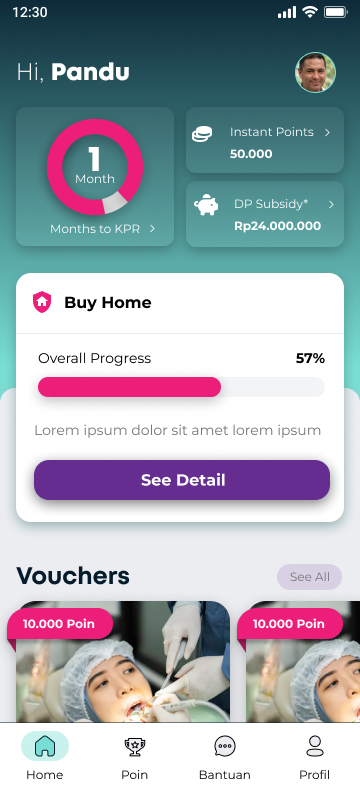 12:30
Hi, Pandu
1
Month
Months to KPR
Instant Points
50.000
DP Subsidy*
Rp24.000.000
Buy Home
Overall Progress 57%
Lorem ipsum dolor sit amet lorem ipsum
See Detail
Vouchers See All
10.000 Poin 10.000 Poin
Home Poin Bantuan Profil